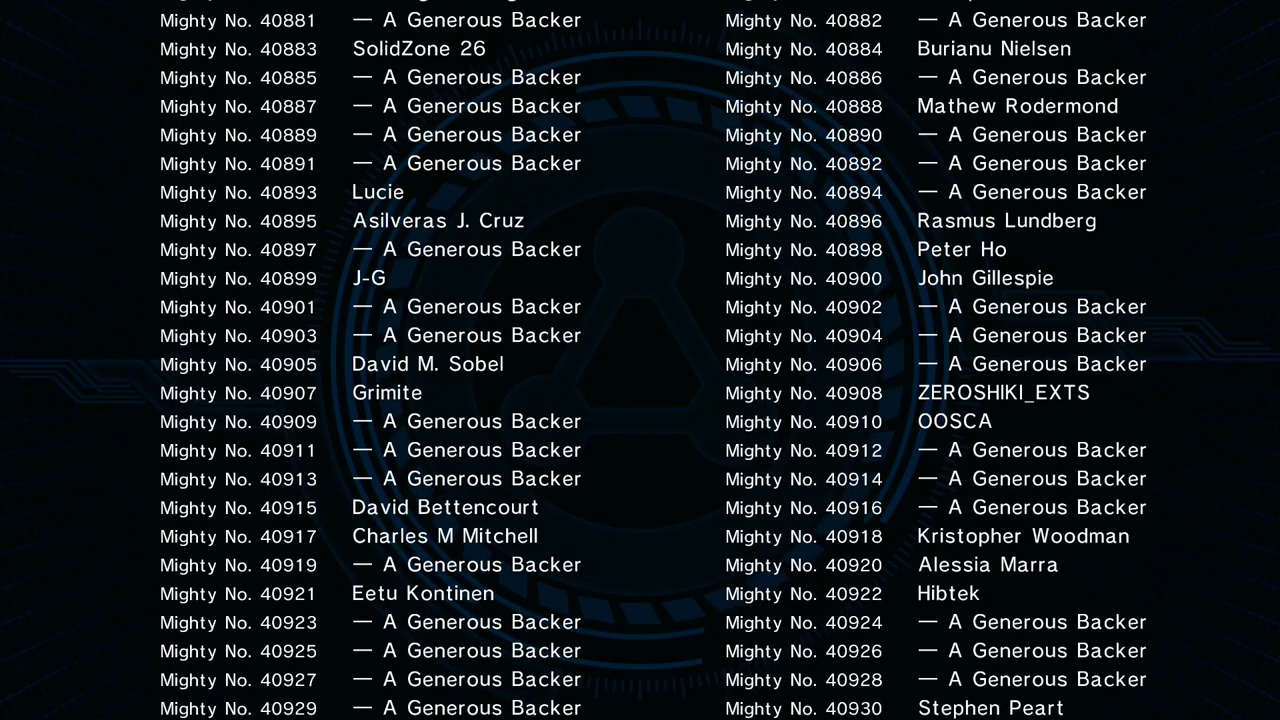 Mighty No. 40881 — A Generous Backer Mighty No. 40882 — A Generous Backer
Mighty No. 40883 SolidZone 26 Mighty No. 40884 Burianu Nielsen
Mighty No. 40885 — A Generous Backer Mighty No. 40886 — A Generous Backer
Mighty No. 40887 — A Generous Backer Mighty No. 40888 Mathew Rodermond
Mighty No. 40889 — A Generous Backer Mighty No. 40890 — A Generous Backer
Mighty No. 40891 — A Generous Backer Mighty No. 40892 — A Generous Backer
Mighty No. 40893 Lucie Mighty No. 40894 — A Generous Backer
Mighty No. 40895 Asilveras J. Cruz Mighty No. 40896 Rasmus Lundberg
Mighty No. 40897 — A Generous Backer Mighty No. 40898 Peter Ho
Mighty No. 40899 J-G Mighty No. 40900 John Gillespie
Mighty No. 40901 — A Generous Backer Mighty No. 40902 — A Generous Backer
Mighty No. 40903 — A Generous Backer Mighty No. 40904 — A Generous Backer
Mighty No. 40905 David M. Sobel Mighty No. 40906 — A Generous Backer
Mighty No. 40907 Grimite Mighty No. 40908 ZEROSHIKI_EXTS
Mighty No. 40909 — A Generous Backer Mighty No. 40910 OOSCA
Mighty No. 40911 — A Generous Backer Mighty No. 40912 — A Generous Backer
Mighty No. 40913 — A Generous Backer Mighty No. 40914 — A Generous Backer
Mighty No. 40915 David Bettencourt Mighty No. 40916 — A Generous Backer
Mighty No. 40917 Charles M Mitchell Mighty No. 40918 Kristopher Woodman
Mighty No. 40919 — A Generous Backer Mighty No. 40920 Alessia Marra
Mighty No. 40921 Eetu Kontinen Mighty No. 40922 Hibtek
Mighty No. 40923 — A Generous Backer Mighty No. 40924 — A Generous Backer
Mighty No. 40925 — A Generous Backer Mighty No. 40926 — A Generous Backer
Mighty No. 40927 — A Generous Backer Mighty No. 40928 — A Generous Backer
Mighty No. 40929 — A Generous Backer Mighty No. 40930 Stephen Peart